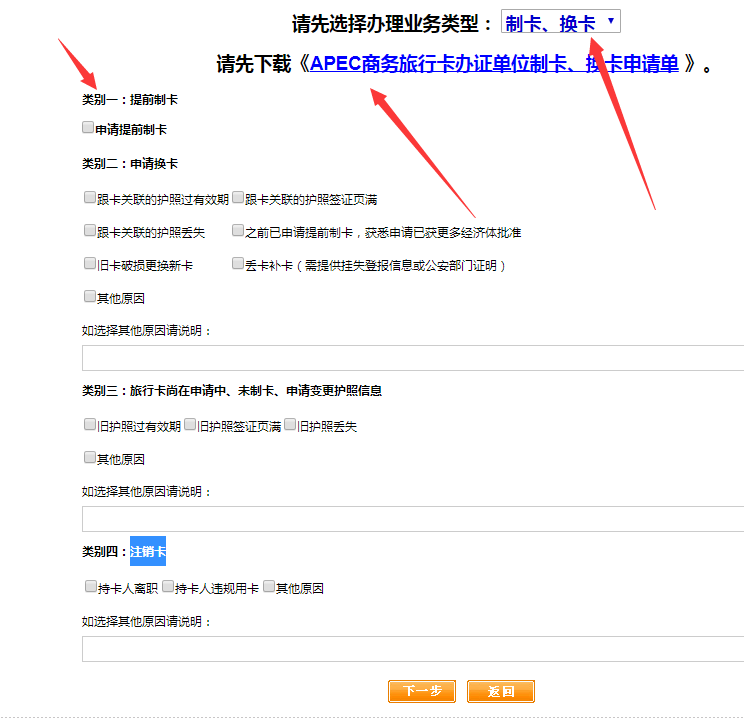 请先选择办理业务类型： 制卡、换卡
请先下载《APEC商务旅行卡办证单位制卡、换卡申请单 》。
类别一：提前制卡
申请提前制卡
类别二：申请换卡
跟卡关联的护照过有效期 跟卡关联的护照签证页满
跟卡关联的护照丢失 之前已申请提前制卡，获悉申请已获更多经济体批准
旧卡破损更换新卡 丢卡补卡（需提供挂失登报信息或公安部门证明）
其他原因
如选择其他原因请说明：
类别三：旅行卡尚在申请中、未制卡、申请变更护照信息
旧护照过有效期 旧护照签证页满 旧护照丢失
其他原因
如选择其他原因请说明：
类别四：注销卡
持卡人离职 持卡人违规用卡 其他原因
如选择其他原因请说明：
下一步 返回